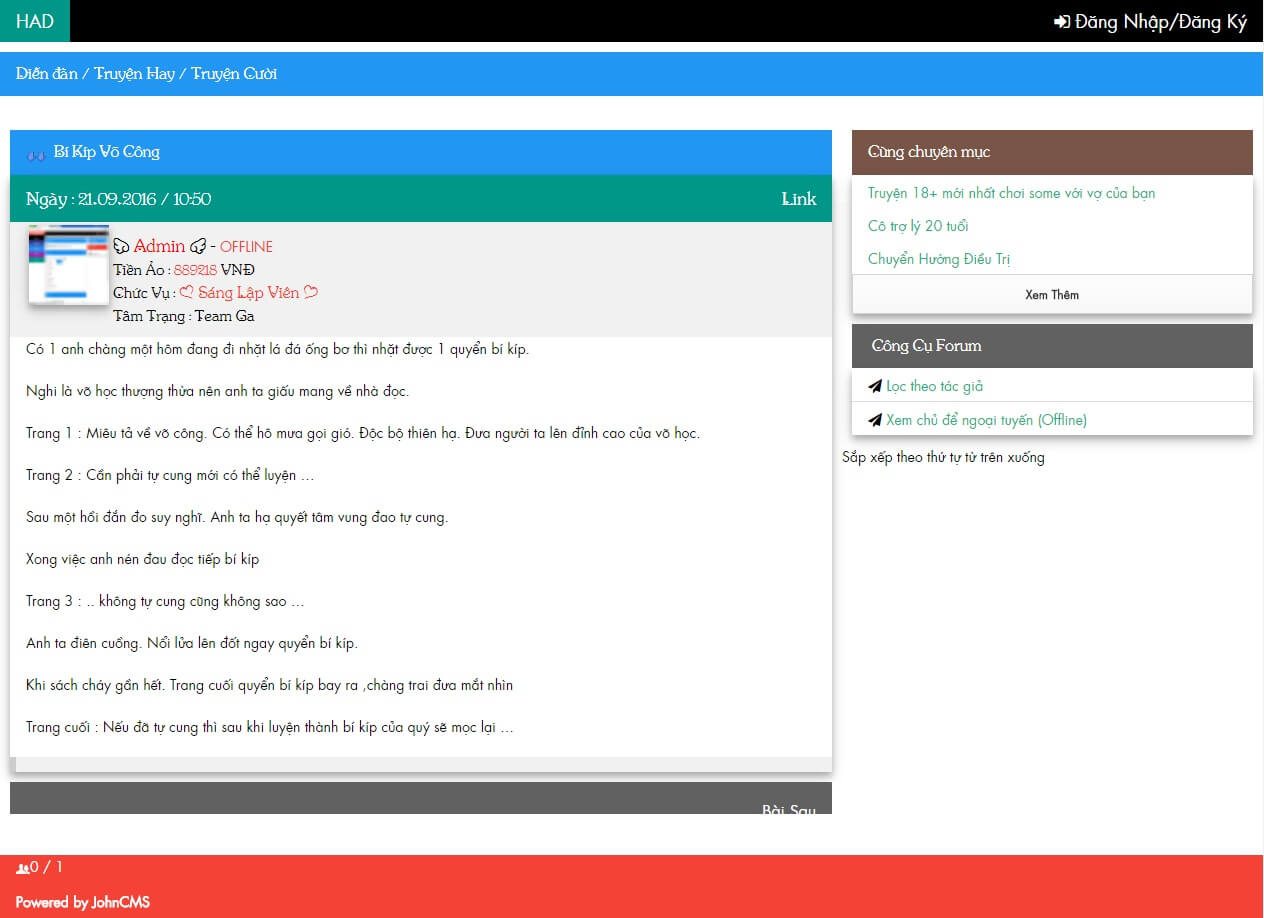 HAD
Đăng Nhập/Đăng Ký
Diễn đàn / Truyện Hay / Truyện Cười
Bí Kíp Võ Công
Ngày : 21.09.2016 / 10:50
Link
Admin - OFFLINE
Tiền Ảo : 889218 VNĐ
Chức Vụ : Sáng Lập Viên
Tâm Trạng : Team Ga
Có 1 anh chàng một hôm đang đi nhặt lá đá ống bơ thì nhặt được 1 quyển bí kíp.
Nghi là võ học thượng thừa nên anh ta giấu mang về nhà đọc.
Trang 1 : Miêu tả về võ công. Có thể hô mưa gọi gió. Độc bộ thiên hạ. Đưa người ta lên đỉnh cao của võ học.
Trang 2 : Cần phải tự cung mới có thể luyện ...
Sau một hồi đắn đo suy nghĩ. Anh ta hạ quyết tâm vung đao tự cung.
Xong việc anh nén đau đọc tiếp bí kíp
Trang 3 : .. không tự cung cũng không sao ...
Anh ta điên cuồng. Nổi lửa lên đốt ngay quyển bí kíp.
Khi sách cháy gần hết. Trang cuối quyển bí kíp bay ra ,chàng trai đưa mắt nhìn
Trang cuối : Nếu đã tự cung thì sau khi luyện thành bí kíp của quý sẽ mọc lại ...
Bài Sau
Cùng chuyên mục
Truyện 18+ mới nhất chơi some với vợ của bạn
Cô trợ lý 20 tuổi
Chuyển Hướng Điều Trị
Xem Thêm
Công Cụ Forum
Lọc theo tác giả
Xem chủ để ngoại tuyến (Offline)
Sắp xếp theo thứ tự từ trên xuống
0 / 1
Powered by JohnCMS